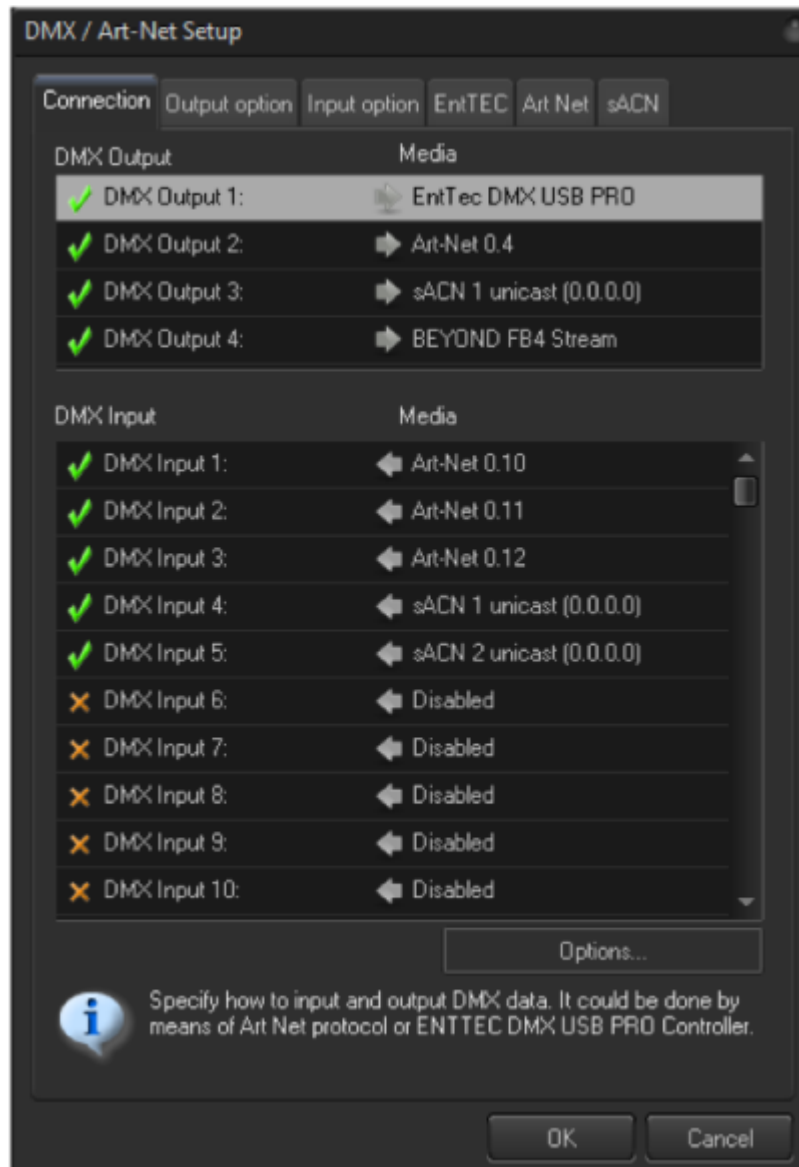 DMX / Art-Net Setup
Connection Output option Input option EntTEC Art Net sACN
DMX Output Media
DMX Output 1: EntTec DMX USB PRO
DMX Output 2: Art-Net 0.4
DMX Output 3: sACN 1 unicast (0.0.0.0)
DMX Output 4: BEYOND FB4 Stream
DMX Input Media
DMX Input 1: Art-Net 0.10
DMX Input 2: Art-Net 0.11
DMX Input 3: Art-Net 0.12
DMX Input 4: sACN 1 unicast (0.0.0.0)
DMX Input 5: sACN 2 unicast (0.0.0.0)
DMX Input 6: Disabled
DMX Input 7: Disabled
DMX Input 8: Disabled
DMX Input 9: Disabled
DMX Input 10: Disabled
Options...
Specify how to input and output DMX data. It could be done by
means of Art Net protocol or ENTTEC DMX USB PRO Controller.
OK Cancel